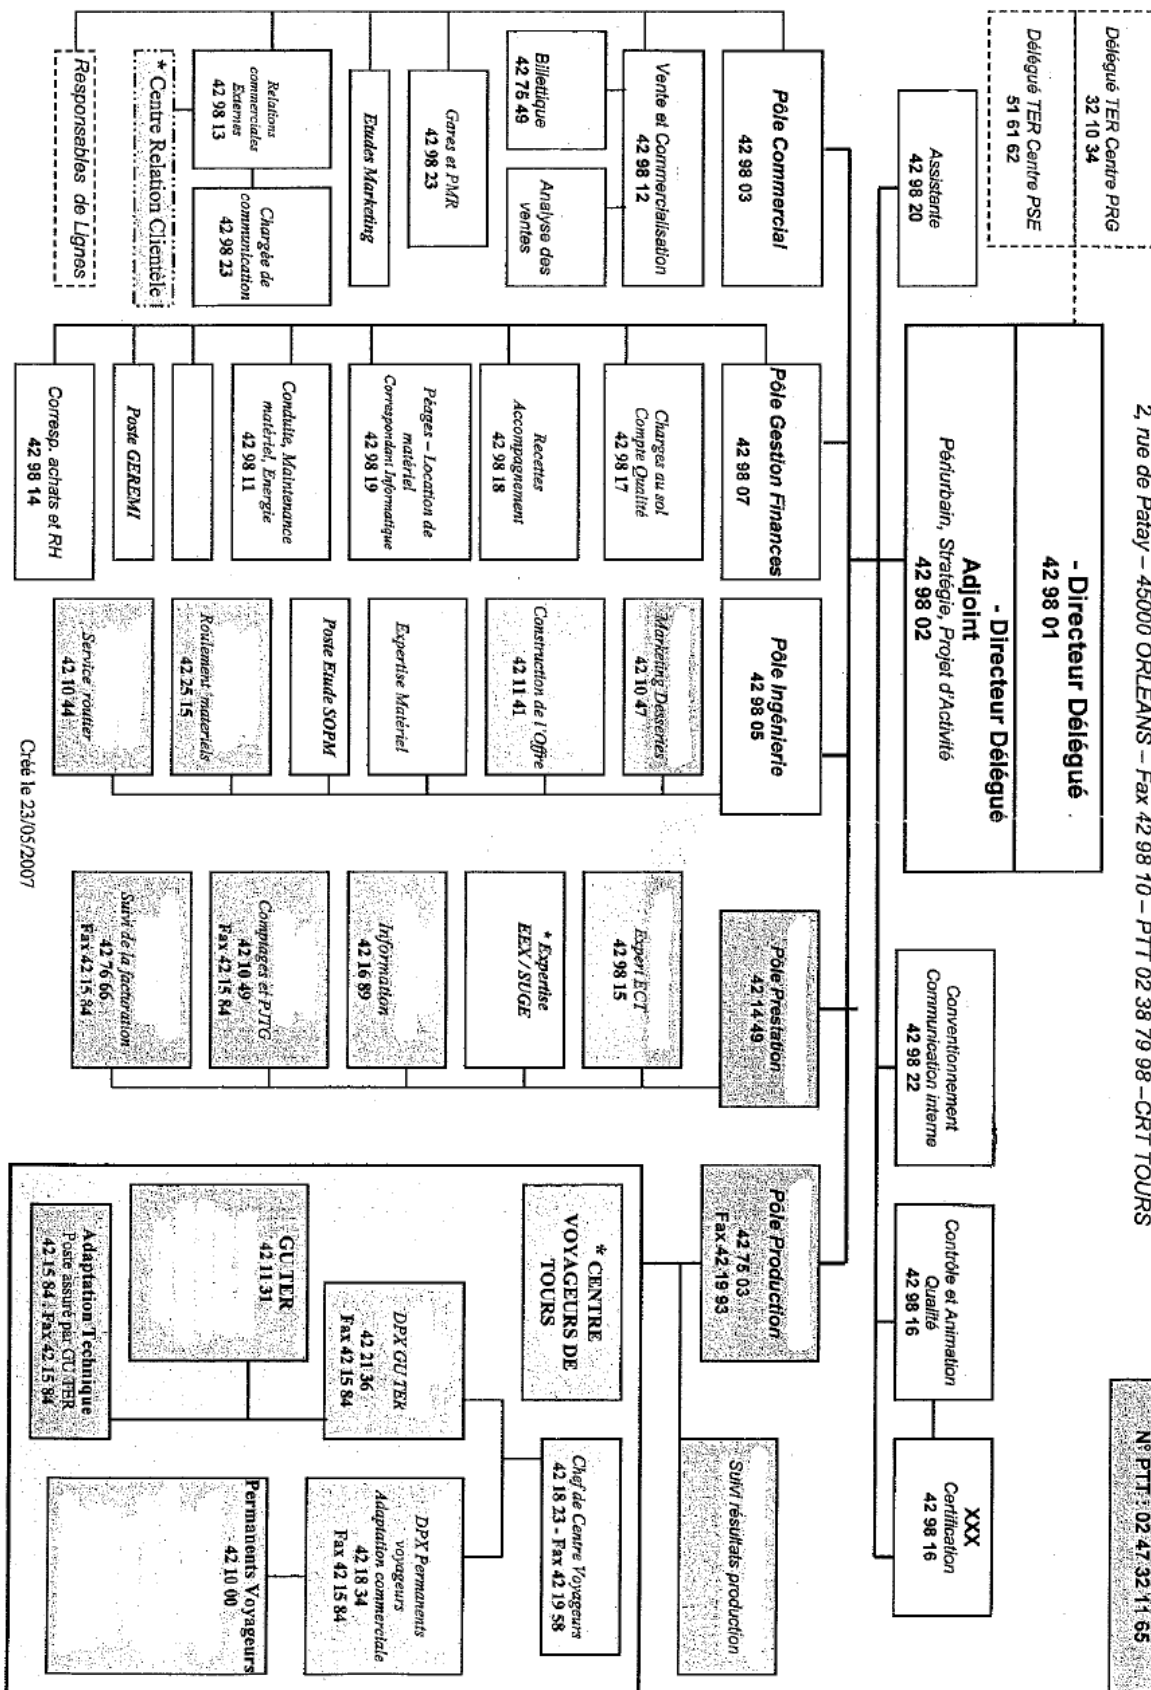 2, rue de Patay – 45000 ORLEANS – Fax 42 98 10 – PTT 02 38 79 98 –CRT TOURS
N° PTT : 02 47 32 11 65
Délégué TER Centre PRG
32 10 34
Délégué TER Centre PSE
51 61 62
- Directeur Délégué
42 98 01
- Directeur Délégué
Adjoint
Périurbain, Stratégie, Projet d'Activité
42 98 02
Assistante
42 98 20
Conventionnement
Communication interne
42 98 22
Contrôle et Animation
Qualité
42 98 16
XXX
Certification
42 98 16
Pôle Commercial
42 98 03
Vente et Commercialisation
42 98 12
Billettique
42 75 49
Analyse des
ventes
Gares et PMR
42 98 23
Etudes Marketing
Relations
commerciales
Externes
42 98 13
Chargée de
communication
42 98 23
* Centre Relation Clientèle
Responsables de Lignes
Pôle Gestion Finances
42 98 07
Charges au sol
Compte Qualité
42 98 17
Recettes
Accompagnement
42 98 18
Péages – Location de
matériel
Correspondant Informatique
42 98 19
Conduite, Maintenance
matériel, Energie
42 98 11
Poste GEREMI
Corresp. achats et RH
42 98 14
Pôle Ingénierie
42 98 05
Marketing Dessertes
42 10 47
Construction de l'Offre
42 11 41
Expertise Matériel
Poste Etude SOPM
Roulement materiels
42 25 15
Service routier
42 10 44
Pôle Prestation
42 14 49
Expert ECT
42 98 15
* Expertise
EEX / SUGE
Information
42 16 89
Comptages et PJTG
42 10 49
Fax 42 15 84
Suivi de la facturation
42 76 66
Fax 42 15 84
Pôle Production
42 75 03
Fax 42 19 93
Suivi résultats production
* CENTRE
VOYAGEURS DE
TOURS
Chef de Centre Voyageurs
42 18 23 - Fax 42 19 58
DPX GU TER
42 21 36
Fax 42 15 84
DPX Permanents
voyageurs
Adaptation commerciale
42 18 34
Fax 42 15 84
GU TER
42 11 31
Permanents Voyageurs
42 10 00
Adaptation Technique
Poste assuré par GU TER
42 15 84 - Fax 42 15 84
Créé le 23/05/2007